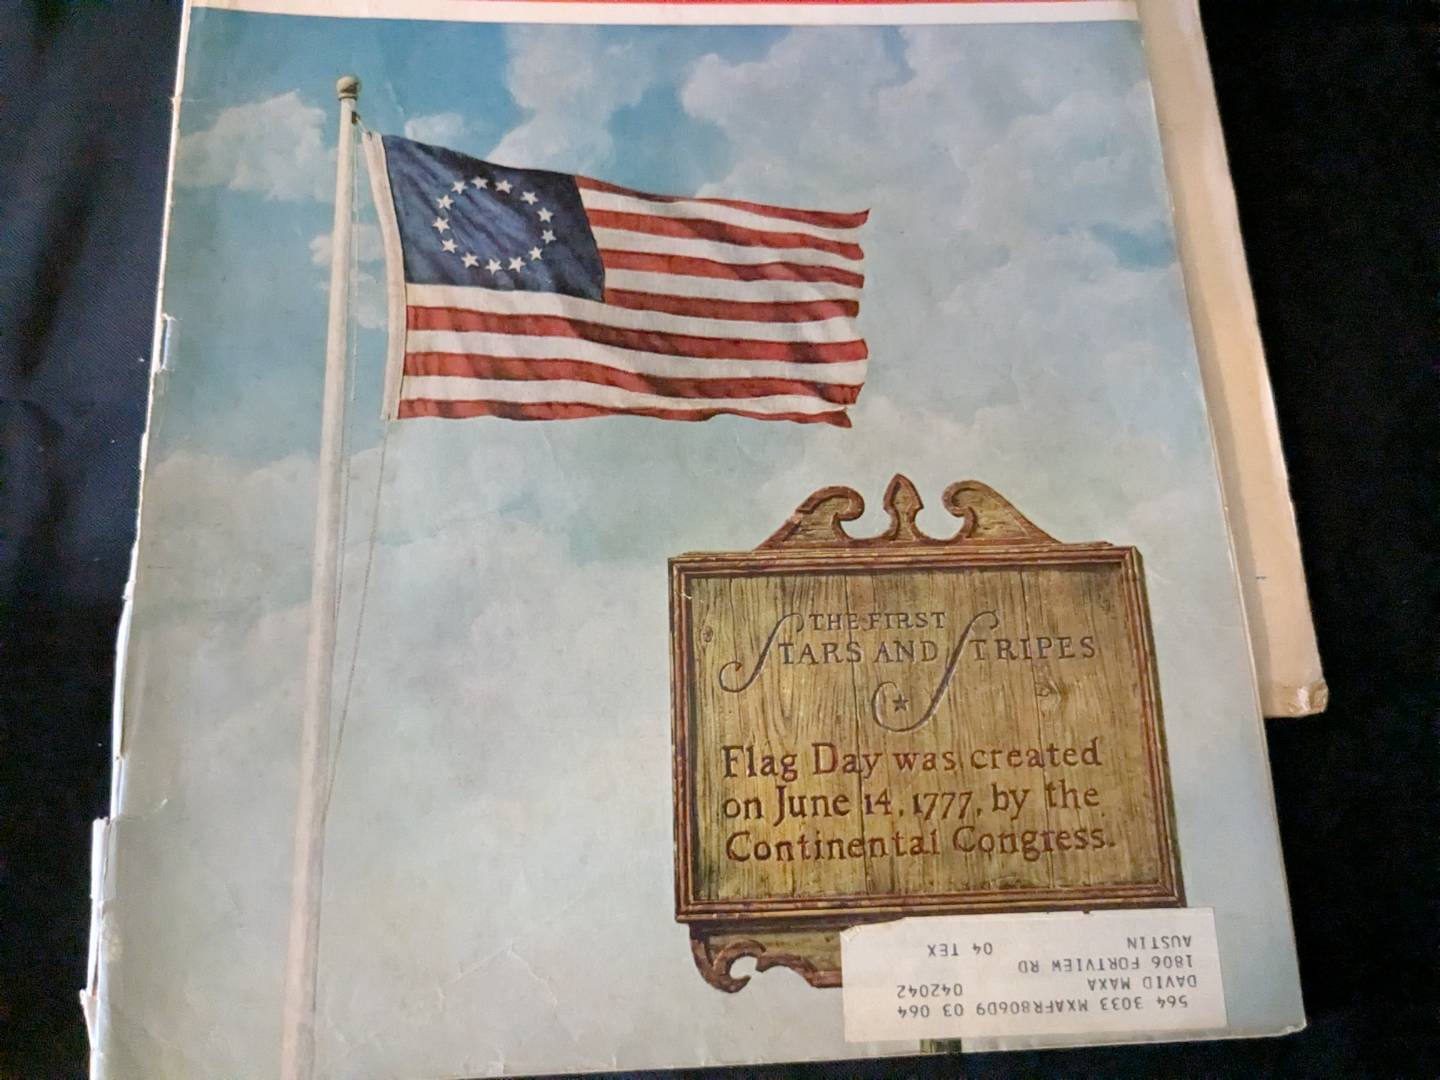 THE FIRST
STARS AND STRIPES
Flag Day was created
on June 14, 1777, by the
Continental Congress.
564 3033 MXAFR806D9 03 064
DAVID MAXA 042042
1806 FORTVIEW RD
AUSTIN 04 TEX